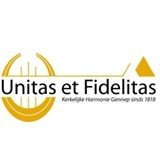 Unitas et Fidelitas
Kerkelijke Harmonie Gennep sinds 1818